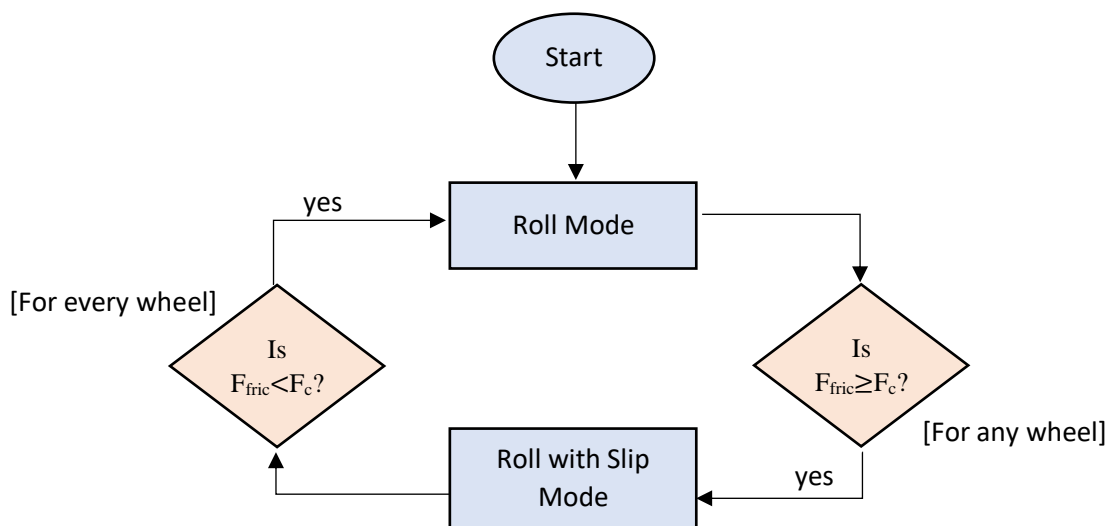 Start
yes
Roll Mode
[For every wheel]
Is
Ffric<Fc?
Is
Ffric≥Fc?
[For any wheel]
Roll with Slip
Mode
yes